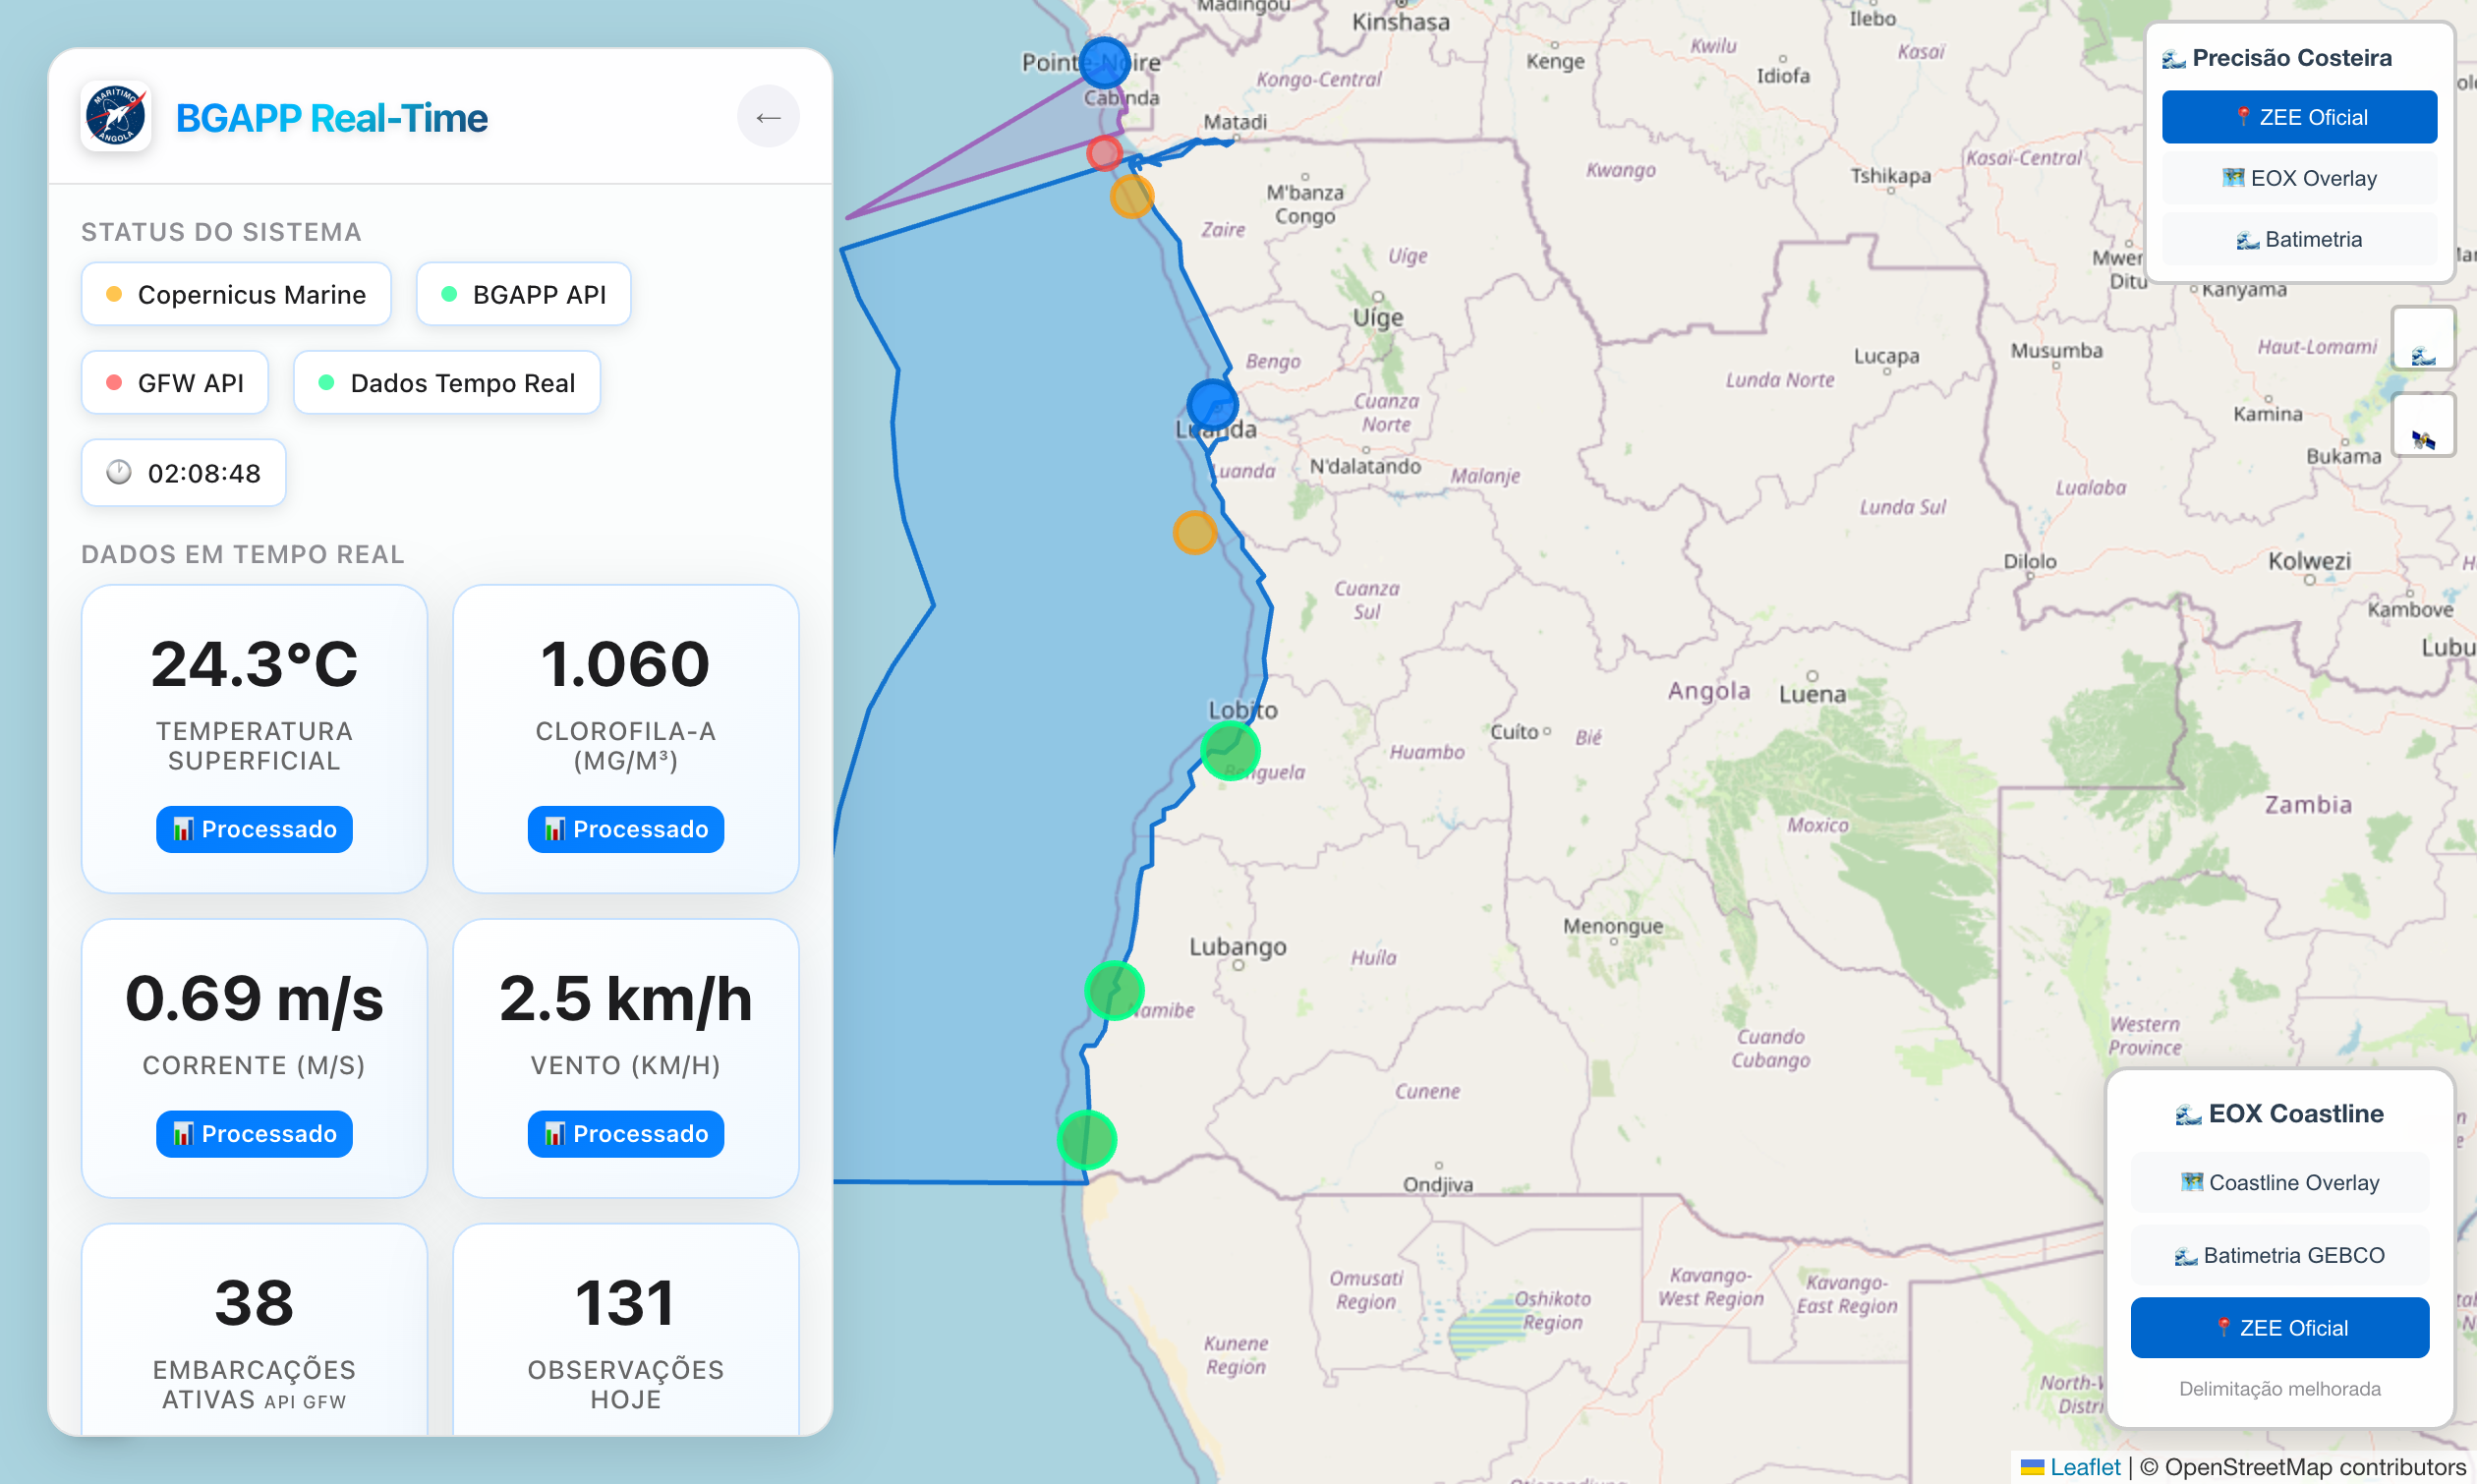 MARÍTIMO
ANGOLA
BGAPP Real-Time
←
STATUS DO SISTEMA
Copernicus Marine
BGAPP API
GFW API
Dados Tempo Real
02:08:48
DADOS EM TEMPO REAL
24.3°C
TEMPERATURA
SUPERFICIAL
Processado
1.060
CLOROFILA-A
(MG/M³)
Processado
0.69 m/s
CORRENTE (M/S)
Processado
2.5 km/h
VENTO (KM/H)
Processado
38
EMBARCAÇÕES
ATIVAS API GFW
131
OBSERVAÇÕES
HOJE
Madingou
Kinshasa
Ilebo
Pointe-Noire
Kenge
Kwilu
Idiofa
Kasaï
Kongo-Central
Cabinda
Matadi
Kwango
Tshikapa
Kasaï-Central
M'banza
Congo
Zaire
Uíge
Uíge
Mwen
Ditu
Kanyama
Bengo
Lunda Norte
Lucapa
Musumba
Haut-Lomami
Cuanza
Norte
Luanda
Kamina
Luanda
N'dalatando
Malanje
Bukama
Lunda Sul
Lualaba
Dilolo
Kolwezi
Cuanza
Sul
Kambove
Lubu
Angola
Luena
Lobito
Cuíto
Bié
Huambo
Benguela
Moxico
Zambia
Menongue
Lubango
Huíla
Namibe
Cuando
Cubango
Western
Province
Cunene
Ondjiva
Omusati
Region
Oshikoto
Region
Kavango-
West Region
Kavango-
East Region
Kunene
Region
North-W
Distri
Precisão Costeira
ZEE Oficial
EOX Overlay
Batimetria
EOX Coastline
Coastline Overlay
Batimetria GEBCO
ZEE Oficial
Delimitação melhorada
Leaflet | © OpenStreetMap contributors